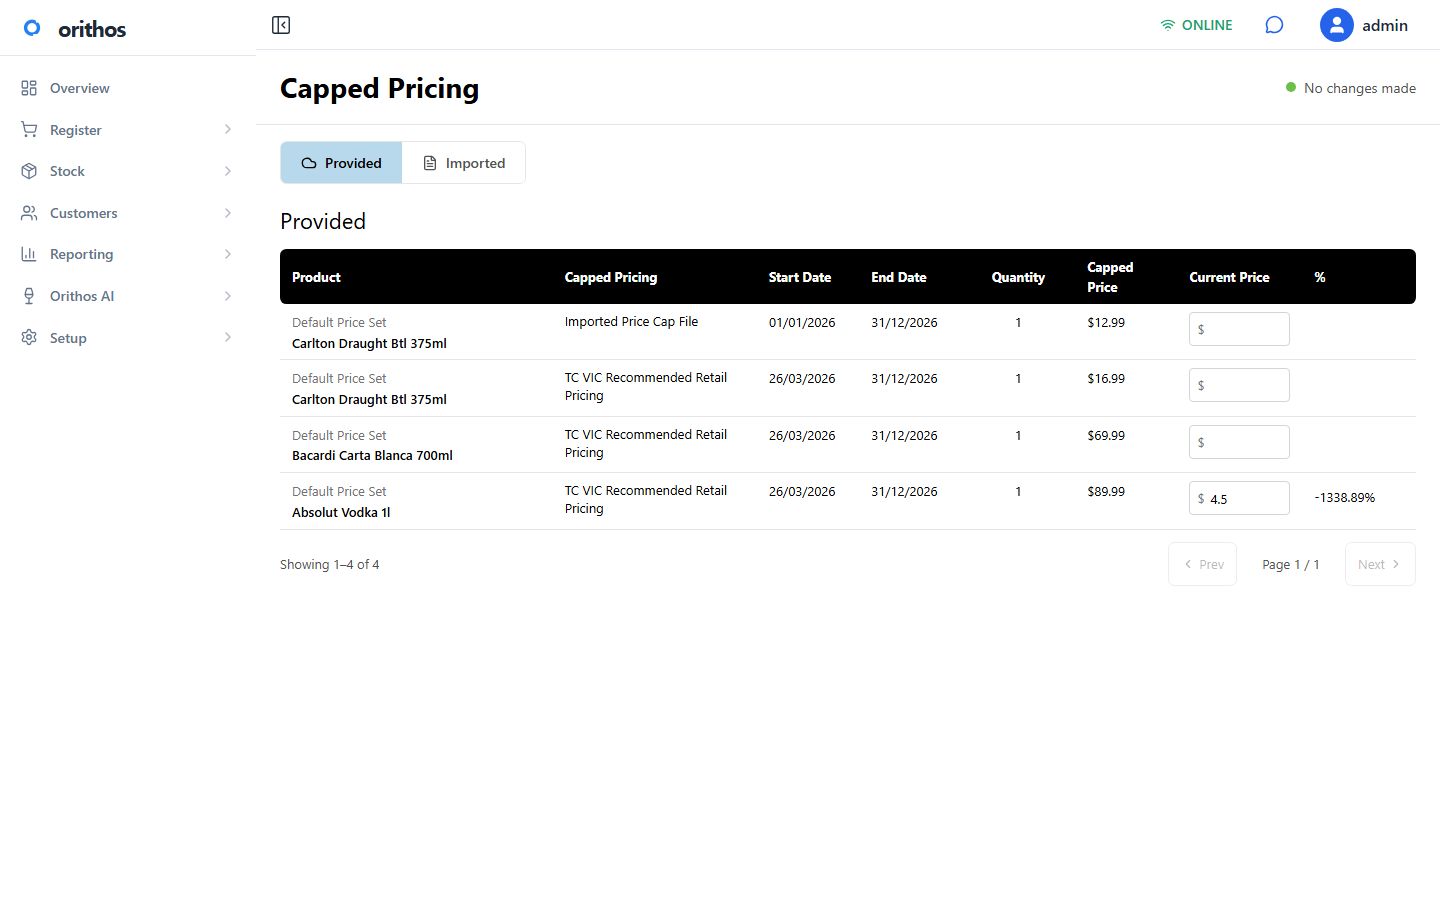 orithos
ONLINE
admin
Overview
Register
Stock
Customers
Reporting
Orithos AI
Setup
Capped Pricing
No changes made
Provided
Imported
Provided
Product Capped Pricing Start Date End Date Quantity Capped Price Current Price %
Default Price Set
Carlton Draught Btl 375ml
Imported Price Cap File
01/01/2026 31/12/2026 1 $12.99 $
Default Price Set
Carlton Draught Btl 375ml
TC VIC Recommended Retail
Pricing
26/03/2026 31/12/2026 1 $16.99 $
Default Price Set
Bacardi Carta Blanca 700ml
TC VIC Recommended Retail
Pricing
26/03/2026 31/12/2026 1 $69.99 $
Default Price Set
Absolut Vodka 1l
TC VIC Recommended Retail
Pricing
26/03/2026 31/12/2026 1 $89.99 $ 4.5 -1338.89%
Showing 1–4 of 4
Prev
Page 1 / 1
Next